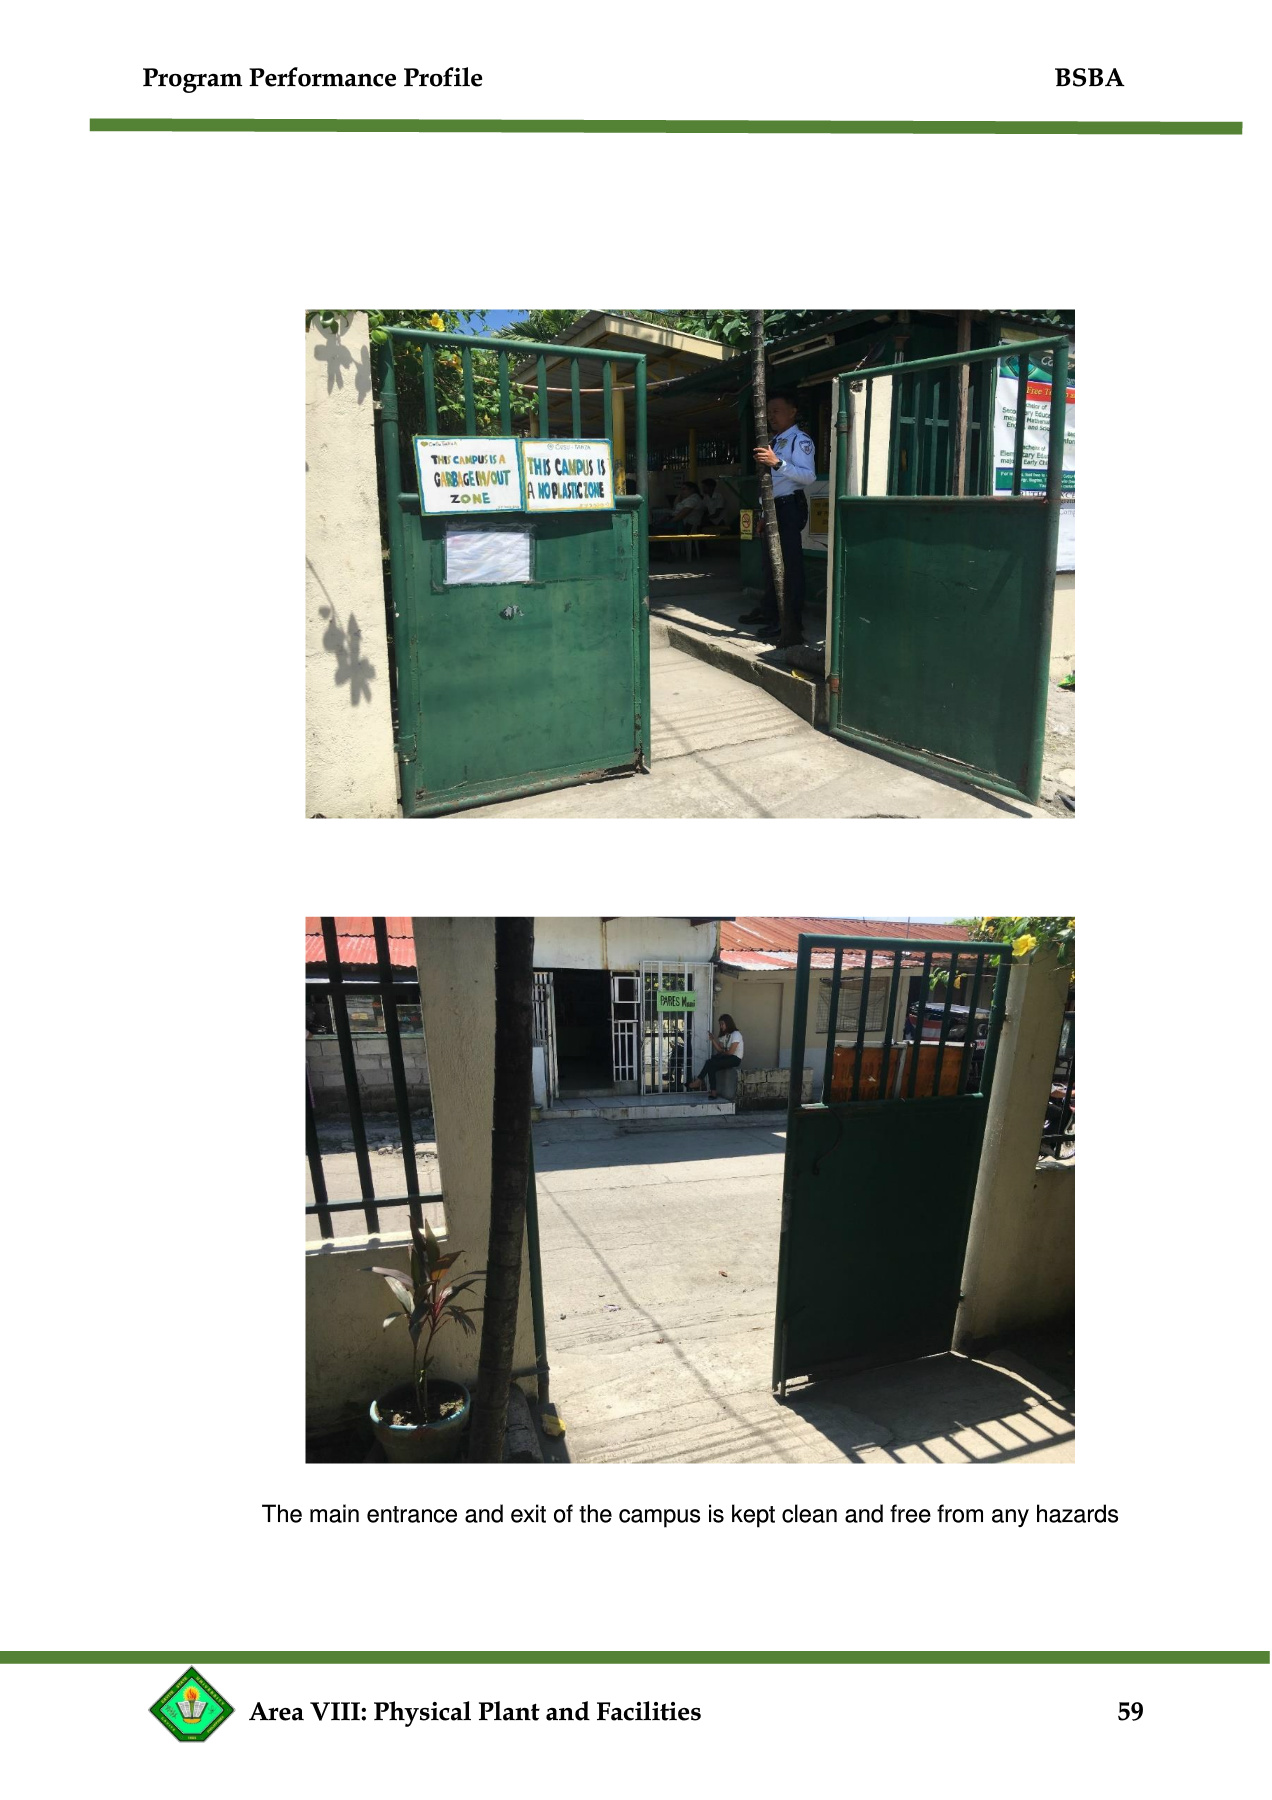 Program Performance Profile BSBA
THIS CAMPUS IS A
GARBAGE IN/OUT
ZONE
THIS CAMPUS IS
A NO PLASTIC ZONE
PARES Mami
The main entrance and exit of the campus is kept clean and free from any hazards
Area VIII: Physical Plant and Facilities 59